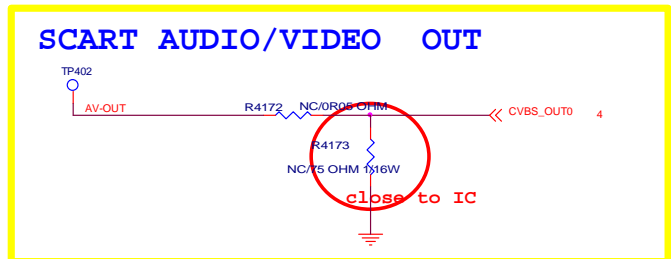 SCART AUDIO/VIDEO OUT
TP402
AV-OUT
R4172 NC/0R05 OHM
CVBS_OUT0 4
R4173
NC/75 OHM 1/16W
close to IC